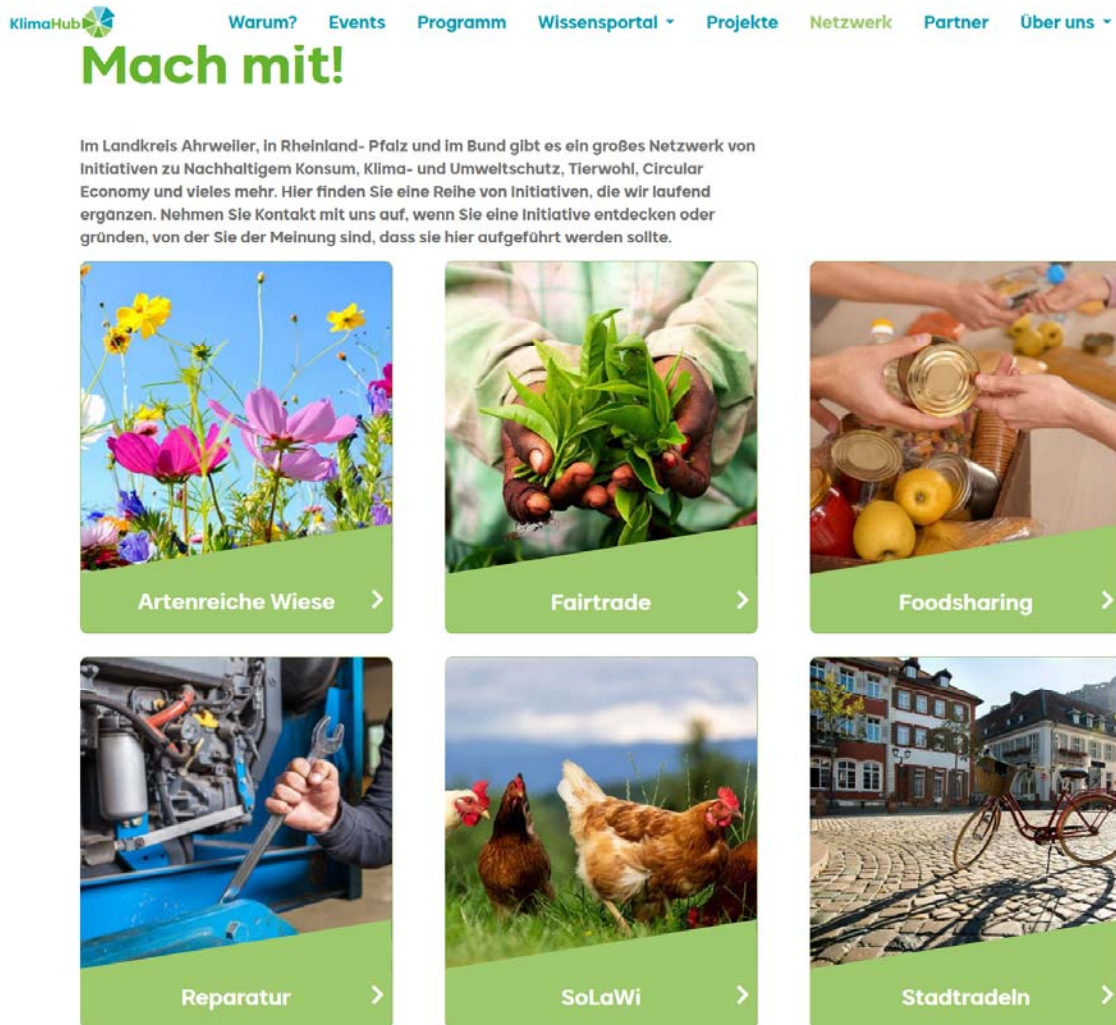 KlimaHub Warum? Events Programm Wissensportal Projekte Netzwerk Partner Über uns
Mach mit!
Im Landkreis Ahrweiler, in Rheinland- Pfalz und im Bund gibt es ein großes Netzwerk von
Initiativen zu Nachhaltigem Konsum, Klima- und Umweltschutz, Tierwohl, Circular
Economy und vieles mehr. Hier finden Sie eine Reihe von Initiativen, die wir laufend
ergänzen. Nehmen Sie Kontakt mit uns auf, wenn Sie eine Initiative entdecken oder
gründen, von der Sie der Meinung sind, dass sie hier aufgeführt werden sollte.
Artenreiche Wiese
Fairtrade
Foodsharing
Reparatur
SoLaWi
Stadtradeln